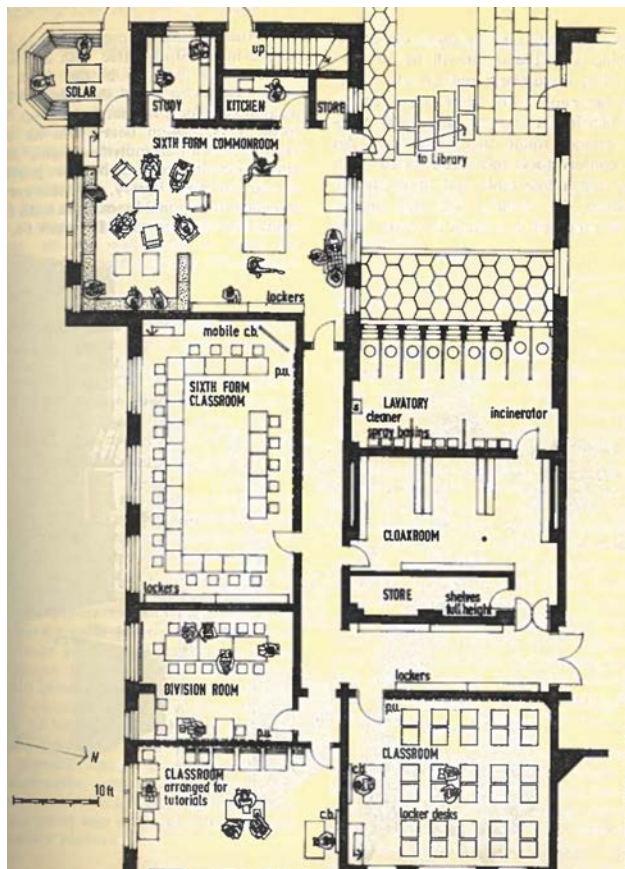 up
SOLAR
STUDY
KITCHEN
STORE
to Library
SIXTH FORM COMMONROOM
lockers
mobile c.b.
p.u.
SIXTH FORM
CLASSROOM
lockers
LAVATORY
cleaner
spray basins
incinerator
CLOAKROOM
STORE
shelves
full height
lockers
DIVISION ROOM
p.u.
p.u.
CLASSROOM
c.b.
locker desks
N
10 ft
CLASSROOM
arranged for
tutorials
c.b.